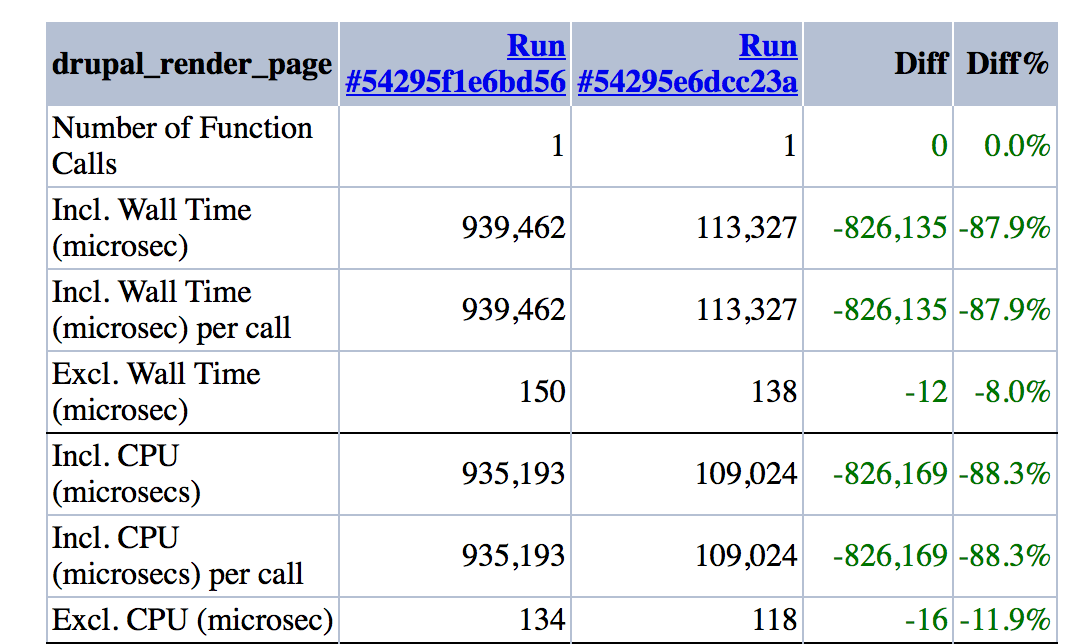 drupal_render_page Run #54295f1e6bd56 Run #54295e6dcc23a Diff Diff%
Number of Function Calls 1 1 0 0.0%
Incl. Wall Time (microsec) 939,462 113,327 -826,135 -87.9%
Incl. Wall Time (microsec) per call 939,462 113,327 -826,135 -87.9%
Excl. Wall Time (microsec) 150 138 -12 -8.0%
Incl. CPU (microsecs) 935,193 109,024 -826,169 -88.3%
Incl. CPU (microsecs) per call 935,193 109,024 -826,169 -88.3%
Excl. CPU (microsec) 134 118 -16 -11.9%